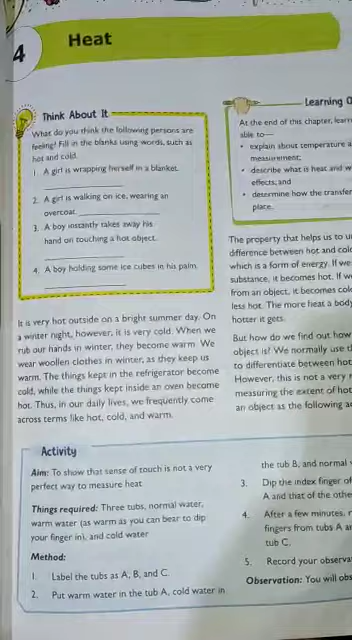 4
Heat
Think About It
What do you think the following persons are
feeling? Fill in the blanks using words, such as
hot and cold.
1. A girl is wrapping herself in a blanket.
2. A girl is walking on ice, wearing an
overcoat.
3. A boy instantly takes away his
hand on touching a hot object.
4. A boy holding some ice cubes in his palm.
It is very hot outside on a bright summer day. On
a winter night, however, it is very cold. When we
rub our hands in winter, they become warm. We
wear woollen clothes in winter, as they keep us
warm. The things kept in the refrigerator become
cold, while the things kept inside an oven become
hot. Thus, in our daily lives, we frequently come
across terms like hot, cold, and warm.
Learning O
At the end of this chapter, learn
able to—
• explain about temperature a
measurement;
• describe what is heat and w
effects; and
• determine how the transfer
place.
The property that helps us to u
difference between hot and col
which is a form of energy. If we
substance, it becomes hot. If w
from an object, it becomes col
less hot. The more heat a body
hotter it gets.
But how do we find out how
object is? We normally use t
to differentiate between hot
However, this is not a very r
measuring the extent of hot
an object as the following a
Activity
Aim: To show that sense of touch is not a very
perfect way to measure heat
Things required: Three tubs, normal water,
warm water (as warm as you can bear to dip
your finger in), and cold water
Method:
1. Label the tubs as A, B, and C.
2. Put warm water in the tub A, cold water in
the tub B, and normal
3. Dip the index finger of
A and that of the othe
4. After a few minutes, r
fingers from tubs A a
tub C.
5. Record your observa
Observation: You will obs